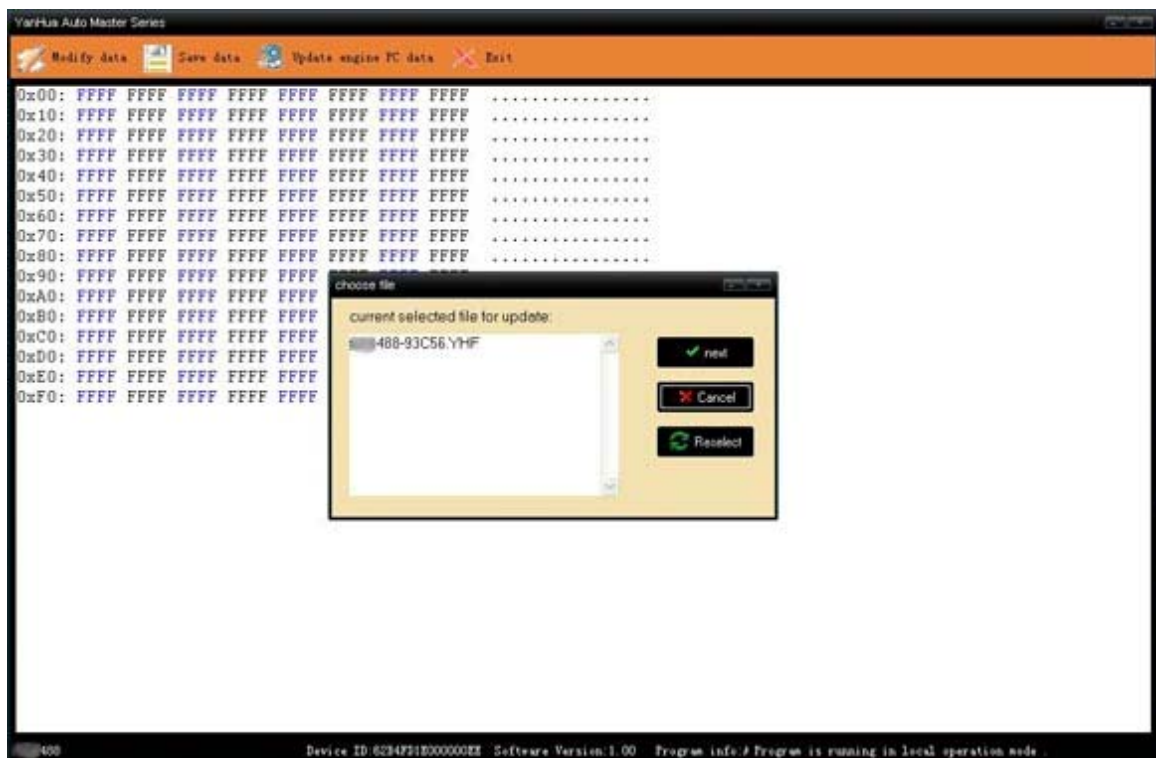 YanHua Auto Master Series
Modify data Save data Update engine PC data Exit
0x00: FFFF FFFF FFFF FFFF FFFF FFFF FFFF FFFF ................
0x10: FFFF FFFF FFFF FFFF FFFF FFFF FFFF FFFF ................
0x20: FFFF FFFF FFFF FFFF FFFF FFFF FFFF FFFF ................
0x30: FFFF FFFF FFFF FFFF FFFF FFFF FFFF FFFF ................
0x40: FFFF FFFF FFFF FFFF FFFF FFFF FFFF FFFF ................
0x50: FFFF FFFF FFFF FFFF FFFF FFFF FFFF FFFF ................
0x60: FFFF FFFF FFFF FFFF FFFF FFFF FFFF FFFF ................
0x70: FFFF FFFF FFFF FFFF FFFF FFFF FFFF FFFF ................
0x80: FFFF FFFF FFFF FFFF FFFF FFFF FFFF FFFF ................
0x90: FFFF FFFF FFFF FFFF FFFF
0xA0: FFFF FFFF FFFF FFFF FFFF
0xB0: FFFF FFFF FFFF FFFF FFFF
0xC0: FFFF FFFF FFFF FFFF FFFF
0xD0: FFFF FFFF FFFF FFFF FFFF
0xE0: FFFF FFFF FFFF FFFF FFFF
0xF0: FFFF FFFF FFFF FFFF FFFF
choose file
current selected file for update:
488-93C56.YHF
next
Cancel
Reselect
488 Device ID: Software Version:1.00 Program info:# Program is running in local operation mode .